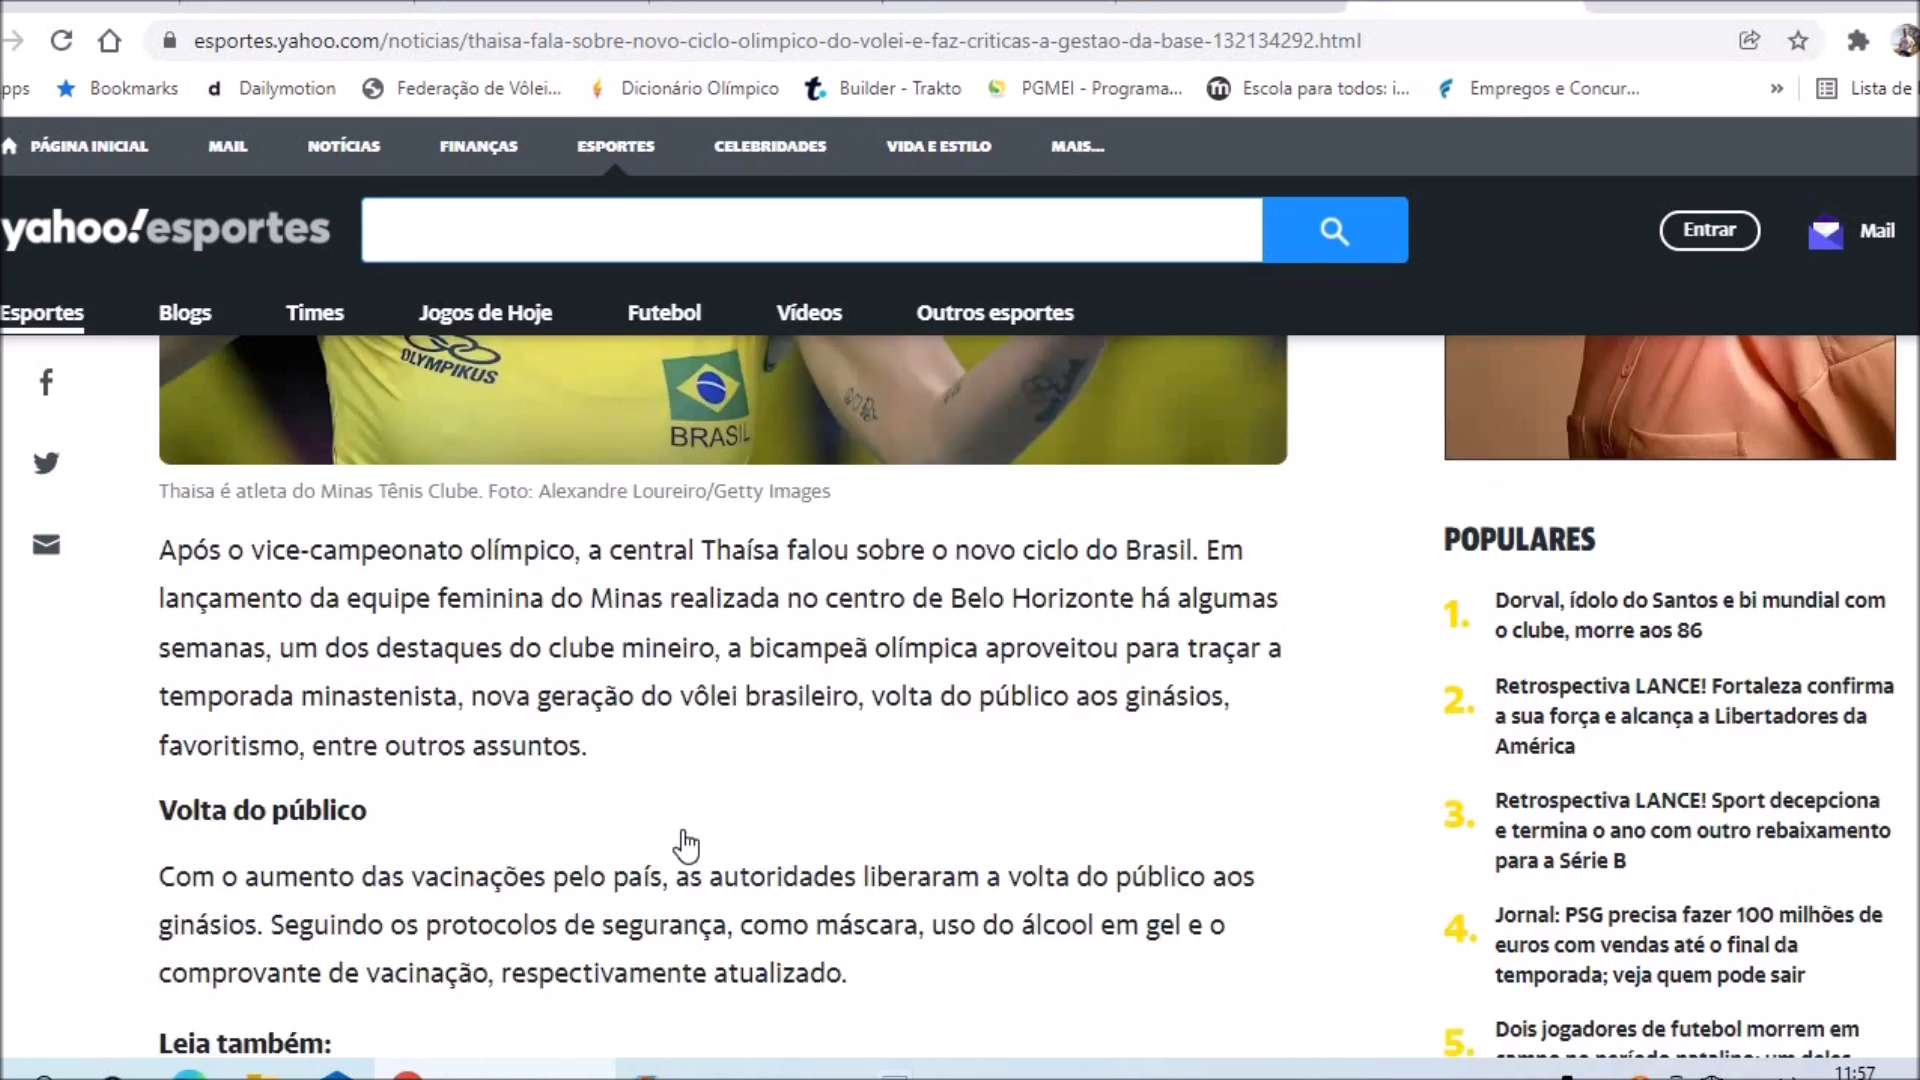 esportes.yahoo.com/noticias/thaisa-fala-sobre-novo-ciclo-olimpico-do-volei-e-faz-criticas-a-gestao-da-base-132134292.html
pps Bookmarks Dailymotion Federação de Vôlei... Dicionário Olímpico Builder - Trakto PGMEI - Programa... Escola para todos: i... Empregos e Concur... » Lista de
PÁGINA INICIAL MAIL NOTÍCIAS FINANÇAS ESPORTES CELEBRIDADES VIDA E ESTILO MAIS...
yahoo!esportes
Entrar
Mail
Esportes Blogs Times Jogos de Hoje Futebol Vídeos Outros esportes
OLYMPIKUS
BRASIL
Thaisa é atleta do Minas Tênis Clube. Foto: Alexandre Loureiro/Getty Images
Após o vice-campeonato olímpico, a central Thaísa falou sobre o novo ciclo do Brasil. Em
lançamento da equipe feminina do Minas realizada no centro de Belo Horizonte há algumas
semanas, um dos destaques do clube mineiro, a bicampeã olímpica aproveitou para traçar a
temporada minastenista, nova geração do vôlei brasileiro, volta do público aos ginásios,
favoritismo, entre outros assuntos.
Volta do público
Com o aumento das vacinações pelo país, as autoridades liberaram a volta do público aos
ginásios. Seguindo os protocolos de segurança, como máscara, uso do álcool em gel e o
comprovante de vacinação, respectivamente atualizado.
Leia também:
POPULARES
1. Dorval, ídolo do Santos e bi mundial com
o clube, morre aos 86
2. Retrospectiva LANCE! Fortaleza confirma
a sua força e alcança a Libertadores da
América
3. Retrospectiva LANCE! Sport decepciona
e termina o ano com outro rebaixamento
para a Série B
4. Jornal: PSG precisa fazer 100 milhões de
euros com vendas até o final da
temporada; veja quem pode sair
5. Dois jogadores de futebol morrem em
campo no período natalino; um deles
11:57